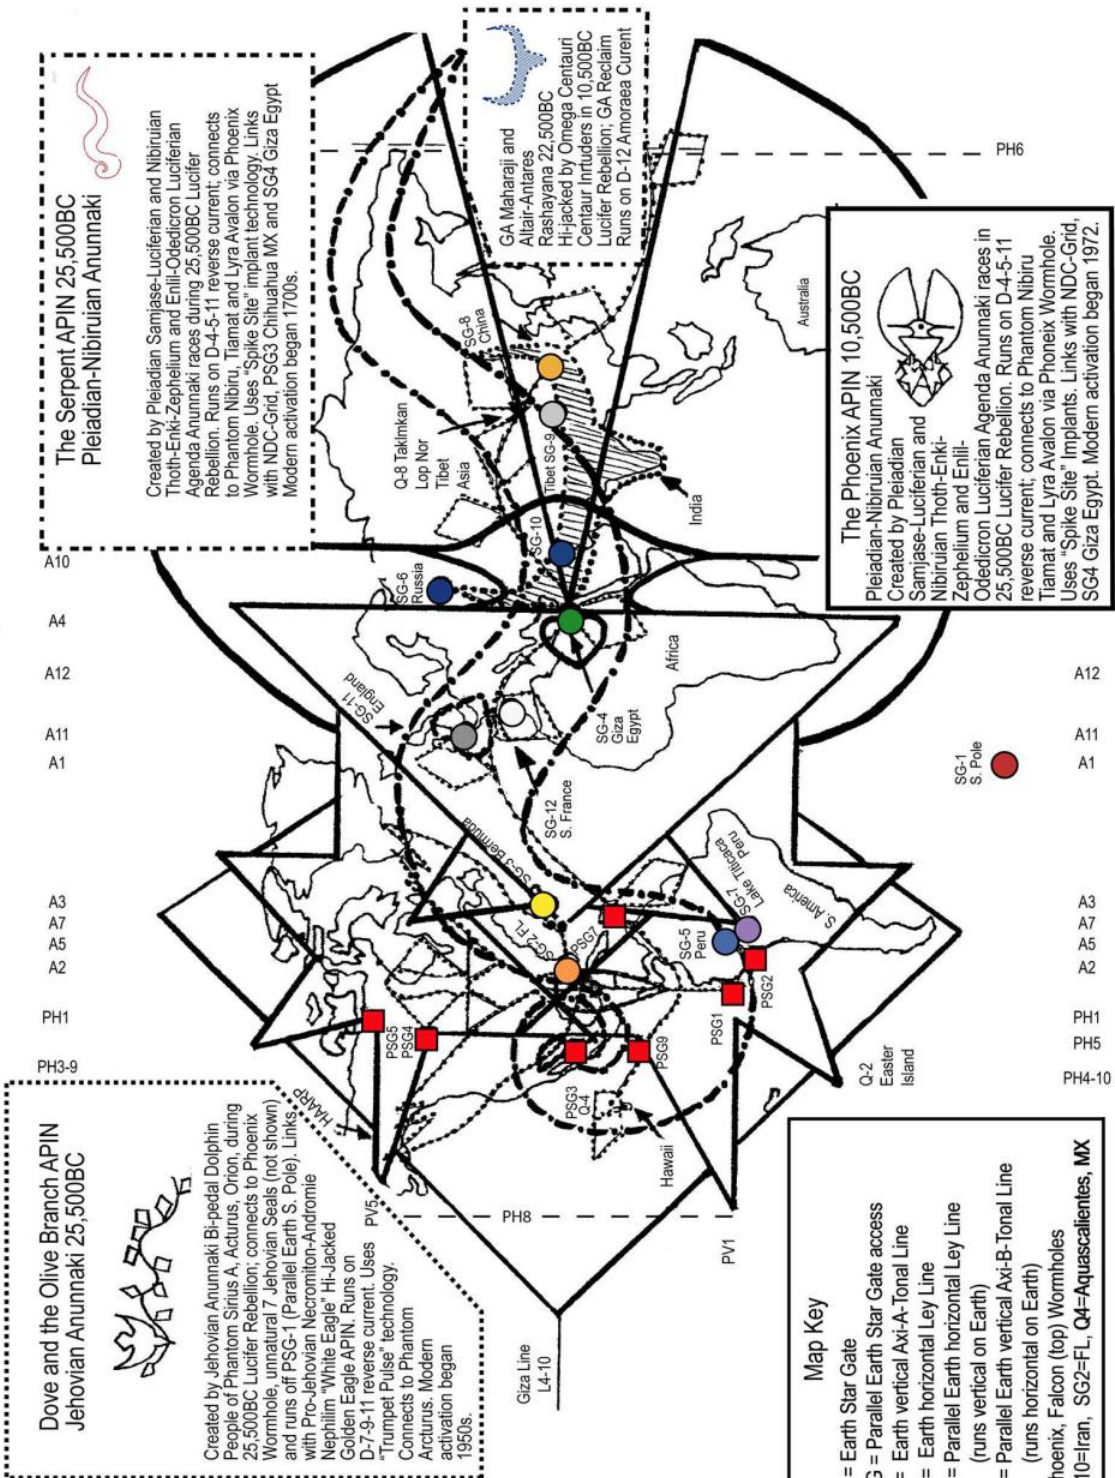 The Serpent APIN 25,500BC
Pleiadian-Nibiruian Anunnaki
Created by Pleiadian Samjase-Luciferian and Nibiruian
Thoth-Enki-Zephelium and Enlil-Odedicron Luciferian
Agenda Anunnaki races during 25,500BC Lucifer
Rebellion. Runs on D-4-5-11 reverse current; connects
to Phantom Nibiru, Tiamat and Lyra Avalon via Phoenix
Wormhole. Uses "Spike Site" implant technology. Links
with NDC-Grid, PSG3 Chihuahua MX and SG4 Giza Egypt
Modern activation began 1700s.
GA Maharaji and
Altair-Antares
Rashayana 22,500BC
Hi-jacked by Omega Centauri
Centaur Inrtuders in 10,500BC
Lucifer Rebellion; GA Reclaim
Runs on D-12 Amoraea Curent
The Phoenix APIN 10,500BC
Pleiadian-Nibiruian Anunnaki
Created by Pleiadian
Samjase-Luciferian and
Nibiruian Thoth-Enki-
Zephelium and Enlil-
Odedicron Luciferian Agenda Anunnaki races in
25,500BC Lucifer Rebellion. Runs on D-4-5-11
reverse current; connects to Phantom Nibiru
Tiamat and Lyra Avalon via Phoneix Wormhole.
Uses "Spike Site" Implants. Links with NDC-Grid,
SG4 Giza Egypt. Modern activation began 1972.
Dove and the Olive Branch APIN
Jehovian Anunnaki 25,500BC
Created by Jehovian Anunnaki Bi-pedal Dolphin
People of Phantom Sirius A, Acturus, Orion, during
25,500BC Lucifer Rebellion; connects to Phoenix
Wormhole, unnatural 7 Jehovian Seals (not shown)
and runs off PSG-1 (Parallel Earth S. Pole). Links
with Pro-Jehovian Necromiton-Andromie
Nephilim "White Eagle" Hi-Jacked
Golden Eagle APIN. Runs on
D-7-9-11 reverse current. Uses
"Trumpet Pulse" technology.
Connects to Phantom
Arcturus. Modern
activation began
1950s.
Map Key
= Earth Star Gate
G = Parallel Earth Star Gate access
= Earth vertical Axi-A-Tonal Line
= Earth horizontal Ley Line
= Parallel Earth horizontal Ley Line
(runs vertical on Earth)
= Parallel Earth vertical Axi-B-Tonal Line
(runs horizontal on Earth)
hoenix, Falcon (top) Wormholes
10=Iran, SG2=FL, Q4=Aquascalientes, MX
PH3-9
PH1
A2
A5
A7
A3
A1
A11
A12
A4
A10
PH4-10
PH5
PH1
A2
A5
A7
A3
A1
A11
A12
PH6
PH8
PV5
PV1
Giza Line
L4-10
HAARP
Hawaii
PSG5
PSG4
PSG3
Q-4
PSG9
PSG7
PSG1
PSG2
Q-2
Easter
Island
SG-2 FL
SG-3 Bermuda
SG-5
Peru
SG-7
Lake Titicaca
Peru
S. America
SG-1
S. Pole
SG-11
England
SG-12
S. France
SG-4
Giza
Egypt
Africa
SG-6
Russia
SG-10
India
Tibet SG-9
Q-8 Taklmkan
Lop Nor
Tibet
Asia
SG-8
China
Australia